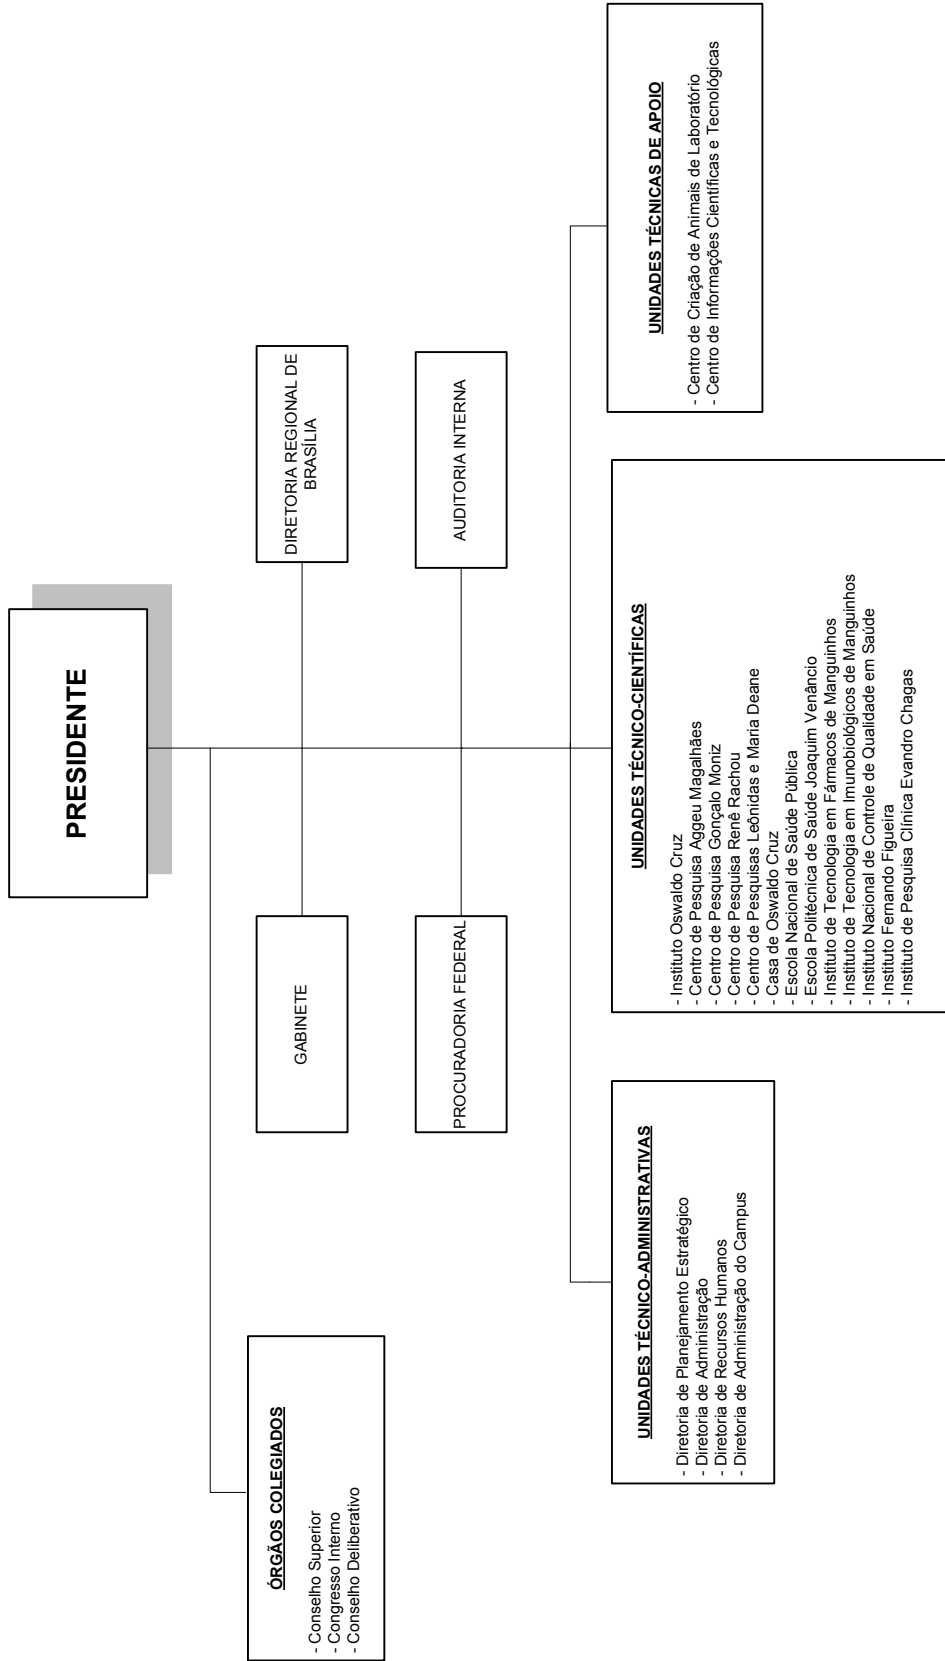 PRESIDENTE
ÓRGÃOS COLEGIADOS
- Conselho Superior
- Congresso Interno
- Conselho Deliberativo
GABINETE
DIRETORIA REGIONAL DE
BRASÍLIA
PROCURADORIA FEDERAL
AUDITORIA INTERNA
UNIDADES TÉCNICO-ADMINISTRATIVAS
- Diretoria de Planejamento Estratégico
- Diretoria de Administração
- Diretoria de Recursos Humanos
- Diretoria de Administração do Campus
UNIDADES TÉCNICO-CIENTÍFICAS
- Instituto Oswaldo Cruz
- Centro de Pesquisa Aggeu Magalhães
- Centro de Pesquisa Gonçalo Moniz
- Centro de Pesquisa Renê Rachou
- Centro de Pesquisas Leônidas e Maria Deane
- Casa de Oswaldo Cruz
- Escola Nacional de Saúde Pública
- Escola Politécnica de Saúde Joaquim Venâncio
- Instituto de Tecnologia em Fármacos de Manguinhos
- Instituto de Tecnologia em Imunobiológicos de Manguinhos
- Instituto Nacional de Controle de Qualidade em Saúde
- Instituto Fernando Figueira
- Instituto de Pesquisa Clínica Evandro Chagas
UNIDADES TÉCNICAS DE APOIO
- Centro de Criação de Animais de Laboratório
- Centro de Informações Científicas e Tecnológicas